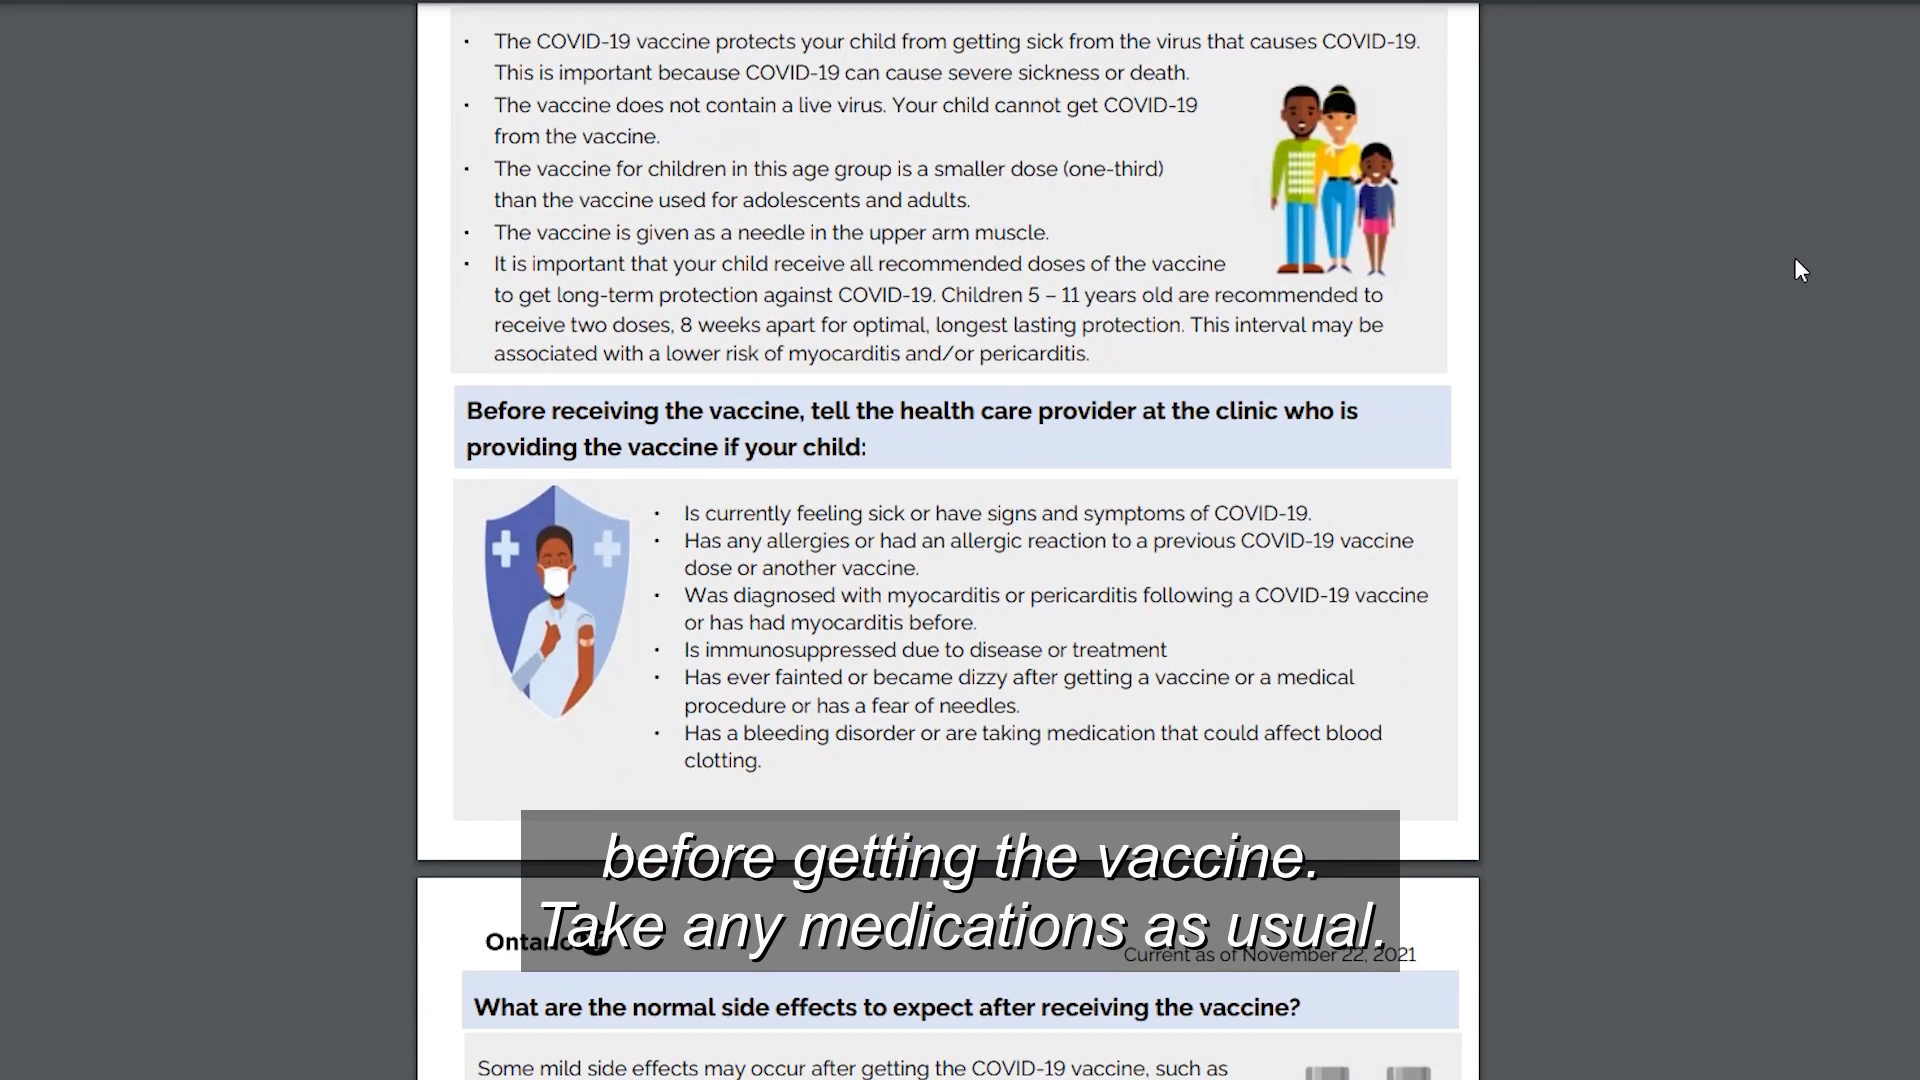 • The COVID-19 vaccine protects your child from getting sick from the virus that causes COVID-19.
This is important because COVID-19 can cause severe sickness or death.
• The vaccine does not contain a live virus. Your child cannot get COVID-19
from the vaccine.
• The vaccine for children in this age group is a smaller dose (one-third)
than the vaccine used for adolescents and adults.
• The vaccine is given as a needle in the upper arm muscle.
• It is important that your child receive all recommended doses of the vaccine
to get long-term protection against COVID-19. Children 5 – 11 years old are recommended to
receive two doses, 8 weeks apart for optimal, longest lasting protection. This interval may be
associated with a lower risk of myocarditis and/or pericarditis.
Before receiving the vaccine, tell the health care provider at the clinic who is
providing the vaccine if your child:
• Is currently feeling sick or have signs and symptoms of COVID-19.
• Has any allergies or had an allergic reaction to a previous COVID-19 vaccine
dose or another vaccine.
• Was diagnosed with myocarditis or pericarditis following a COVID-19 vaccine
or has had myocarditis before.
• Is immunosuppressed due to disease or treatment
• Has ever fainted or became dizzy after getting a vaccine or a medical
procedure or has a fear of needles.
• Has a bleeding disorder or are taking medication that could affect blood
clotting.
before getting the vaccine.
Take any medications as usual.
Current as of November 22, 2021
What are the normal side effects to expect after receiving the vaccine?
Some mild side effects may occur after getting the COVID-19 vaccine, such as